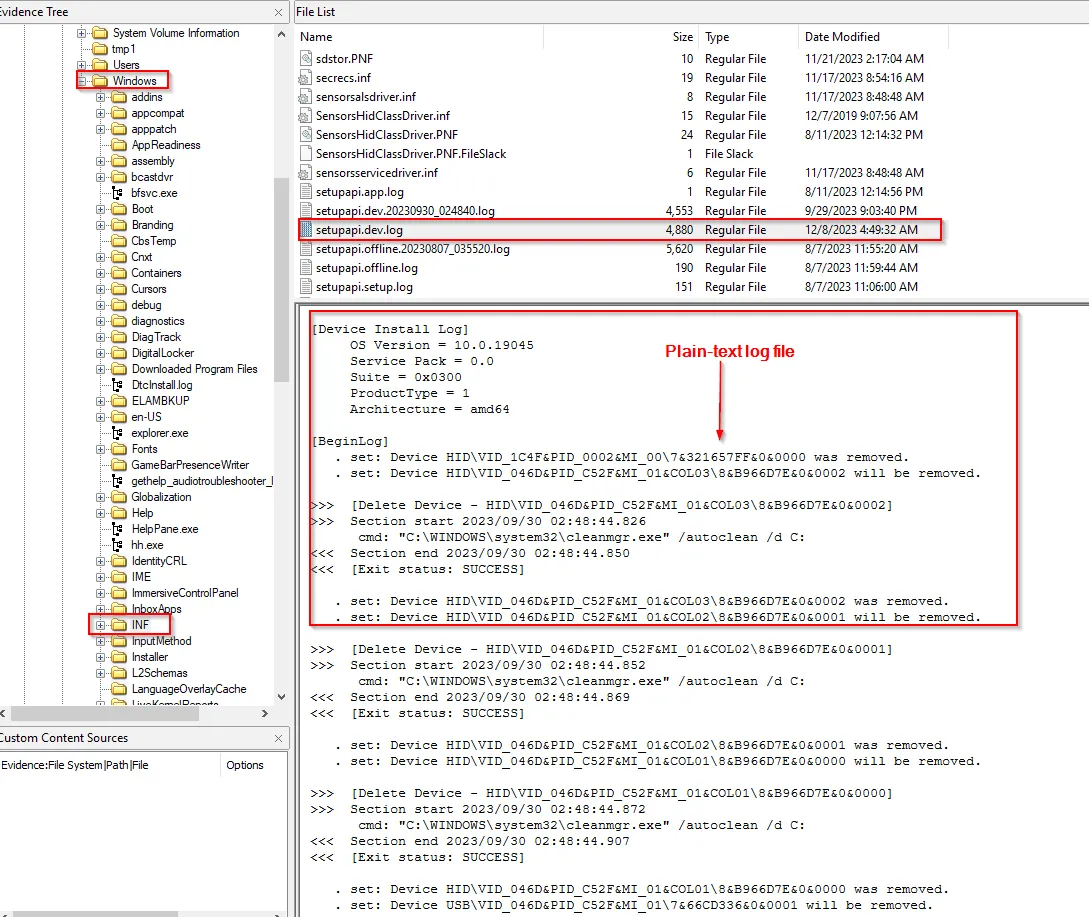 Evidence Tree
System Volume Information
tmp1
Users
Windows
addins
appcompat
apppatch
AppReadiness
assembly
bcastdvr
bfsvc.exe
Boot
Branding
CbsTemp
Cnxt
Containers
Cursors
debug
diagnostics
DiagTrack
DigitalLocker
Downloaded Program Files
DtcInstall.log
ELAMBKUP
en-US
explorer.exe
Fonts
GameBarPresenceWriter
gethelp_audiotroubleshooter_l
Globalization
Help
HelpPane.exe
hh.exe
IdentityCRL
IME
ImmersiveControlPanel
InboxApps
INF
InputMethod
Installer
L2Schemas
LanguageOverlayCache
LiveKernelReports
Custom Content Sources
Evidence:File System|Path|File Options
File List
Name Size Type Date Modified
sdstor.PNF 10 Regular File 11/21/2023 2:17:04 AM
secrecs.inf 19 Regular File 11/17/2023 8:54:16 AM
sensorsalsdriver.inf 8 Regular File 11/17/2023 8:48:48 AM
SensorsHidClassDriver.inf 15 Regular File 12/7/2019 9:07:56 AM
SensorsHidClassDriver.PNF 24 Regular File 8/11/2023 12:14:32 PM
SensorsHidClassDriver.PNF.FileSlack 1 File Slack
sensorsservicedriver.inf 6 Regular File 11/17/2023 8:48:48 AM
setupapi.app.log 1 Regular File 8/11/2023 12:14:56 PM
setupapi.dev.20230930_024840.log 4,553 Regular File 9/29/2023 9:03:40 PM
setupapi.dev.log 4,880 Regular File 12/8/2023 4:49:32 AM
setupapi.offline.20230807_035520.log 5,620 Regular File 8/7/2023 11:55:20 AM
setupapi.offline.log 190 Regular File 8/7/2023 11:59:44 AM
setupapi.setup.log 151 Regular File 8/7/2023 11:06:00 AM
[Device Install Log]
OS Version = 10.0.19045
Service Pack = 0.0
Suite = 0x0300
ProductType = 1
Architecture = amd64
Plain-text log file
[BeginLog]
. set: Device HID\VID_1C4F&PID_0002&MI_00\7&321657FF&0&0000 was removed.
. set: Device HID\VID_046D&PID_C52F&MI_01&COL03\8&B966D7E&0&0002 will be removed.
>>> [Delete Device - HID\VID_046D&PID_C52F&MI_01&COL03\8&B966D7E&0&0002]
>>> Section start 2023/09/30 02:48:44.826
cmd: "C:\WINDOWS\system32\cleanmgr.exe" /autoclean /d C:
<<< Section end 2023/09/30 02:48:44.850
<<< [Exit status: SUCCESS]
. set: Device HID\VID_046D&PID_C52F&MI_01&COL03\8&B966D7E&0&0002 was removed.
. set: Device HID\VID_046D&PID_C52F&MI_01&COL02\8&B966D7E&0&0001 will be removed.
>>> [Delete Device - HID\VID_046D&PID_C52F&MI_01&COL02\8&B966D7E&0&0001]
>>> Section start 2023/09/30 02:48:44.852
cmd: "C:\WINDOWS\system32\cleanmgr.exe" /autoclean /d C:
<<< Section end 2023/09/30 02:48:44.869
<<< [Exit status: SUCCESS]
. set: Device HID\VID_046D&PID_C52F&MI_01&COL02\8&B966D7E&0&0001 was removed.
. set: Device HID\VID_046D&PID_C52F&MI_01&COL01\8&B966D7E&0&0000 will be removed.
>>> [Delete Device - HID\VID_046D&PID_C52F&MI_01&COL01\8&B966D7E&0&0000]
>>> Section start 2023/09/30 02:48:44.872
cmd: "C:\WINDOWS\system32\cleanmgr.exe" /autoclean /d C:
<<< Section end 2023/09/30 02:48:44.907
<<< [Exit status: SUCCESS]
. set: Device HID\VID_046D&PID_C52F&MI_01&COL01\8&B966D7E&0&0000 was removed.
. set: Device USB\VID_046D&PID_C52F&MI_01\7&66CD336&0&0001 will be removed.